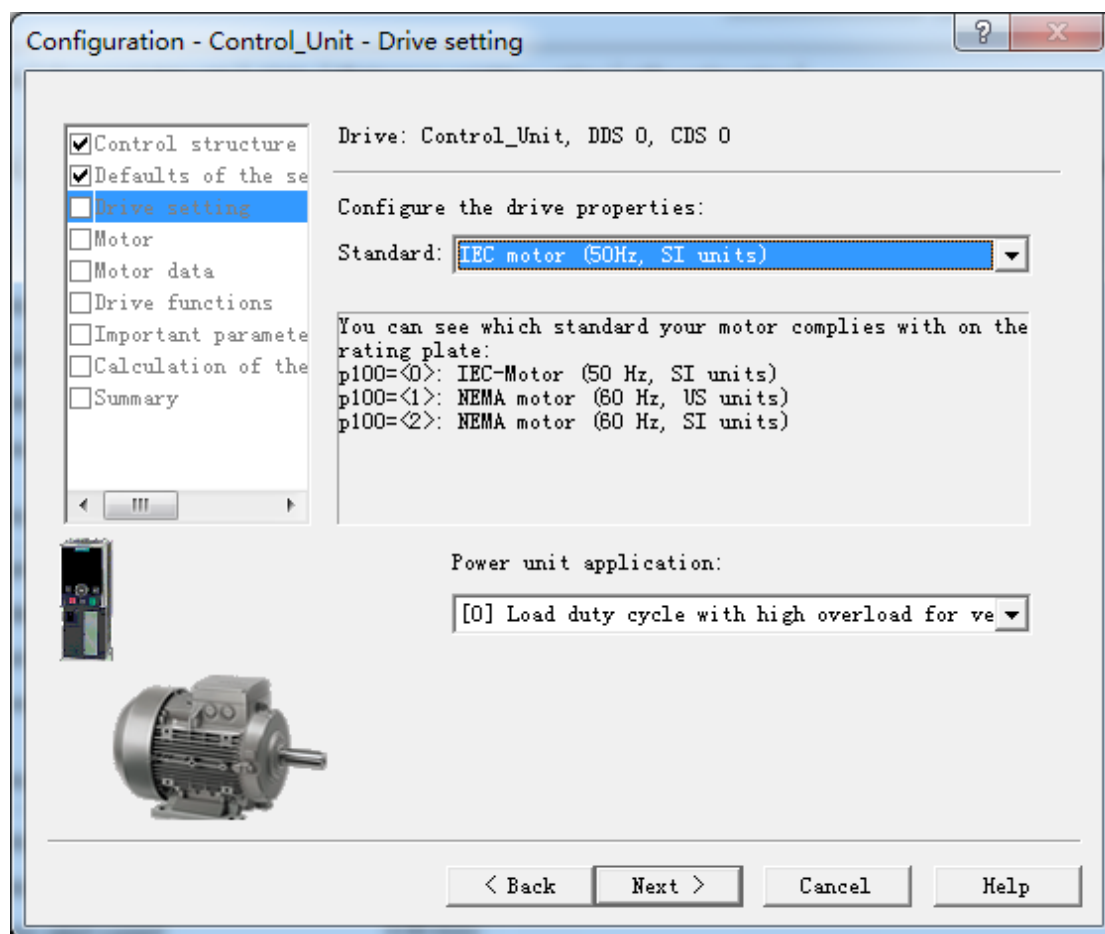 Configuration - Control_Unit - Drive setting
Control structure
Defaults of the se
Drive setting
Motor
Motor data
Drive functions
Important paramete
Calculation of the
Summary
Drive: Control_Unit, DDS 0, CDS 0
Configure the drive properties:
Standard: IEC motor (50Hz, SI units)
You can see which standard your motor complies with on the
rating plate:
p100=<0>: IEC-Motor (50 Hz, SI units)
p100=<1>: NEMA motor (60 Hz, US units)
p100=<2>: NEMA motor (60 Hz, SI units)
Power unit application:
[0] Load duty cycle with high overload for ve
< Back
Next >
Cancel
Help